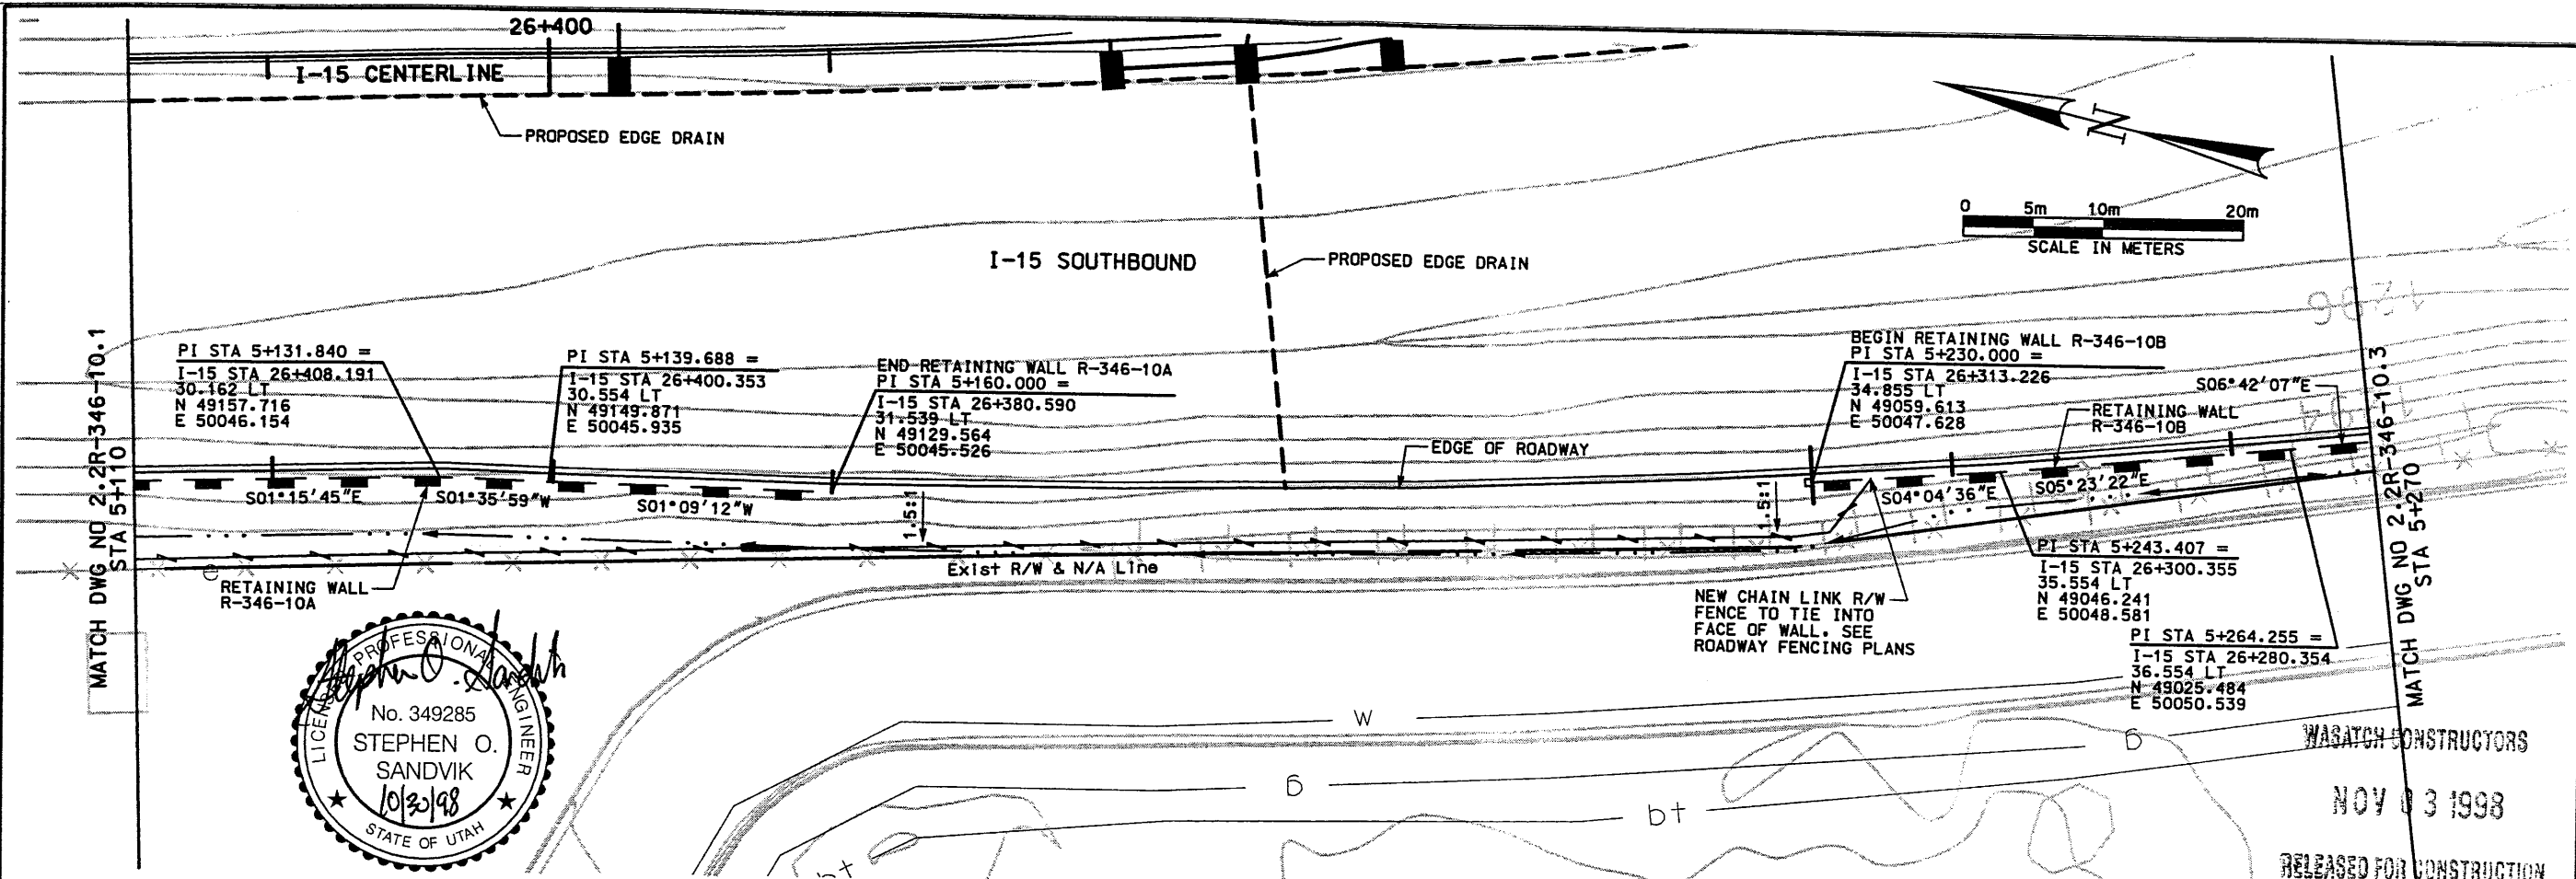 26+400
I-15 CENTERLINE
PROPOSED EDGE DRAIN
N
0 5m 10m 20m
SCALE IN METERS
I-15 SOUTHBOUND
PROPOSED EDGE DRAIN
MATCH DWG NO 2.2R-346-10.1
STA 5+110
PI STA 5+131.840 =
I-15 STA 26+408.191
30.162 LT
N 49157.716
E 50046.154
PI STA 5+139.688 =
I-15 STA 26+400.353
30.554 LT
N 49149.871
E 50045.935
END RETAINING WALL R-346-10A
PI STA 5+160.000 =
I-15 STA 26+380.590
31.539 LT
N 49129.564
E 50045.526
EDGE OF ROADWAY
BEGIN RETAINING WALL R-346-10B
PI STA 5+230.000 =
I-15 STA 26+313.226
34.855 LT
N 49059.613
E 50047.628
S06°42'07"E
RETAINING WALL
R-346-10B
MATCH DWG NO 2.2R-346-10.3
STA 5+270
S01°15'45"E
S01°35'59"W
S01°09'12"W
1.5:1
1.5:1
S04°04'36"E
S05°23'22"E
RETAINING WALL
R-346-10A
Exist R/W & N/A Line
NEW CHAIN LINK R/W
FENCE TO TIE INTO
FACE OF WALL. SEE
ROADWAY FENCING PLANS
PI STA 5+243.407 =
I-15 STA 26+300.355
35.554 LT
N 49046.241
E 50048.581
PI STA 5+264.255 =
I-15 STA 26+280.354
36.554 LT
N 49025.484
E 50050.539
LICENSED PROFESSIONAL ENGINEER
Stephen O. Sandvik
No. 349285
STEPHEN O.
SANDVIK
10/30/98
STATE OF UTAH
W
bt
bt
WASATCH CONSTRUCTORS
NOV 03 1998
RELEASED FOR CONSTRUCTION